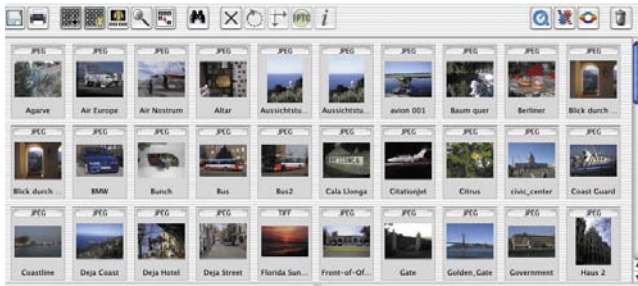 IPTC
i
JPEG JPEG JPEG JPEG JPEG JPEG JPEG JPEG JPEG JPEG
Agarve Air Europe Air Nostrum Altar Aussichtstu... Aussichtstu... avion 001 Baum quer Berliner Blick durch ...
JPEG JPEG JPEG JPEG JPEG JPEG JPEG JPEG JPEG JPEG
Blick durch ... BMW Bunch Bus Bus2 Cala Llonga CitationJet Citrus civic_center Coast Guard
JPEG JPEG JPEG JPEG TIFF JPEG JPEG JPEG JPEG JPEG
Coastline Deja Coast Deja Hotel Deja Street Florida Sun... Front-of-Of... Gate Golden_Gate Government Haus 2